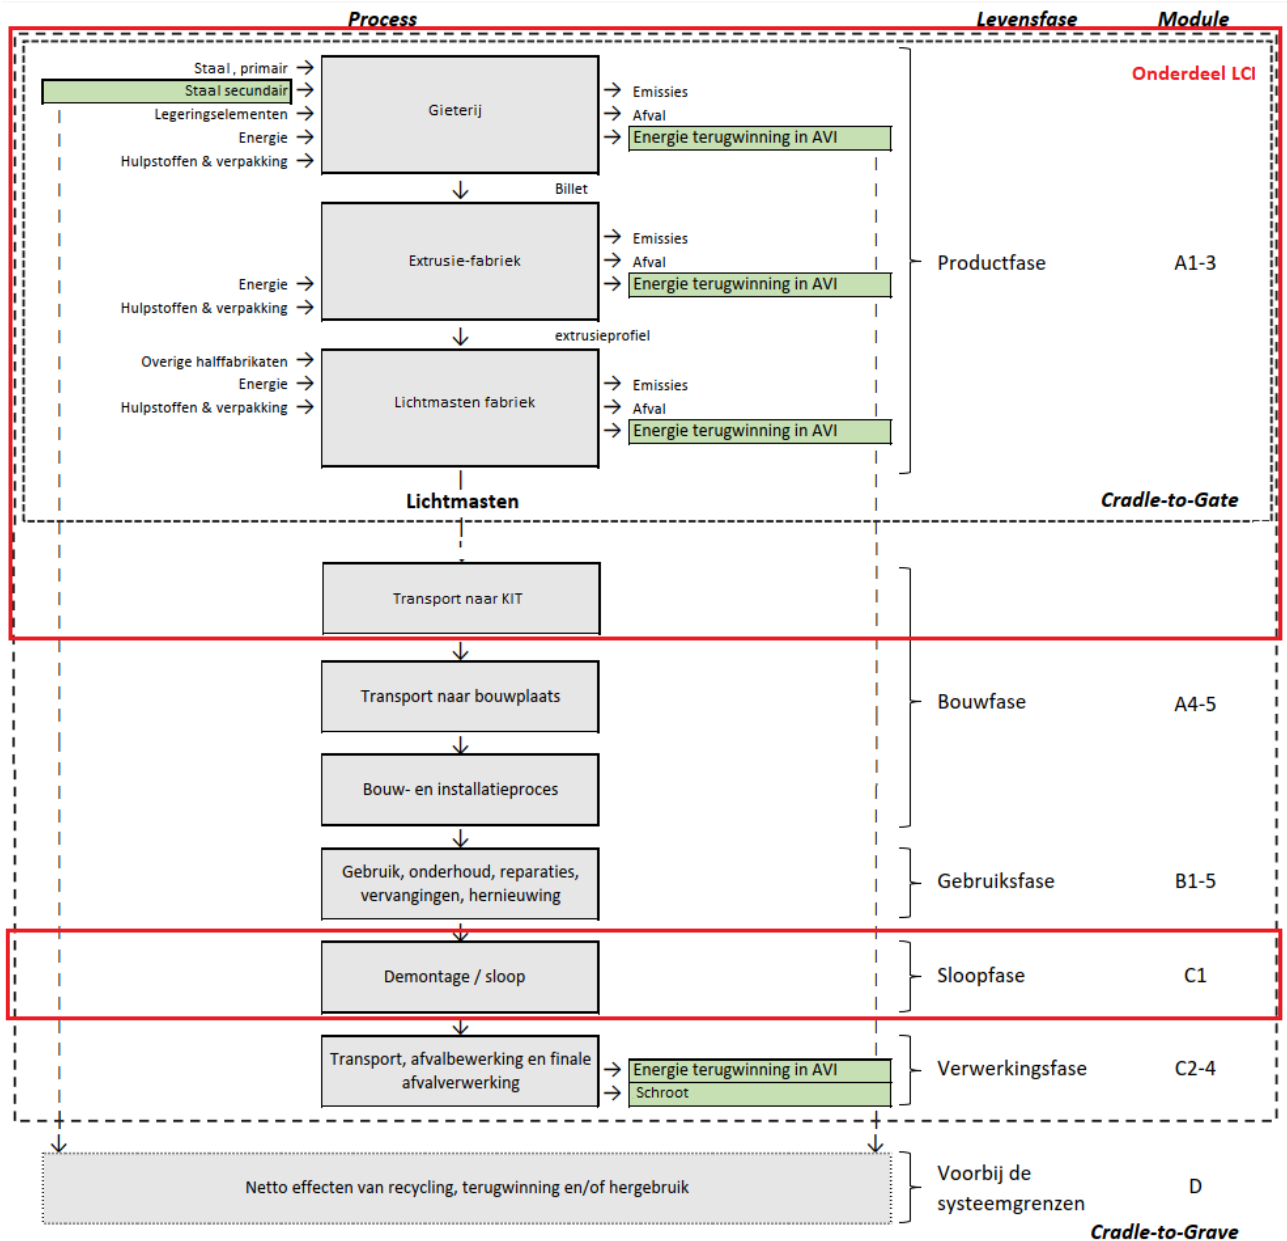 Process Levensfase Module
Onderdeel LCI
Staal, primair →
Staal secundair →
Legeringselementen →
Energie →
Hulpstoffen & verpakking →
Gieterij
→ Emissies
→ Afval
→ Energie terugwinning in AVI
Billet
Energie →
Hulpstoffen & verpakking →
Extrusie-fabriek
→ Emissies
→ Afval
→ Energie terugwinning in AVI
Productfase A1-3
extrusieprofiel
Overige halffabrikaten →
Energie →
Hulpstoffen & verpakking →
Lichtmasten fabriek
→ Emissies
→ Afval
→ Energie terugwinning in AVI
Lichtmasten
Cradle-to-Gate
Transport naar KIT
Transport naar bouwplaats
Bouw- en installatieproces
Bouwfase A4-5
Gebruik, onderhoud, reparaties,
vervangingen, hernieuwing
Gebruiksfase B1-5
Demontage / sloop
Sloopfase C1
Transport, afvalbewerking en finale
afvalverwerking
→ Energie terugwinning in AVI
→ Schroot
Verwerkingsfase C2-4
Netto effecten van recycling, terugwinning en/of hergebruik
Voorbij de
systeemgrenzen
D
Cradle-to-Grave